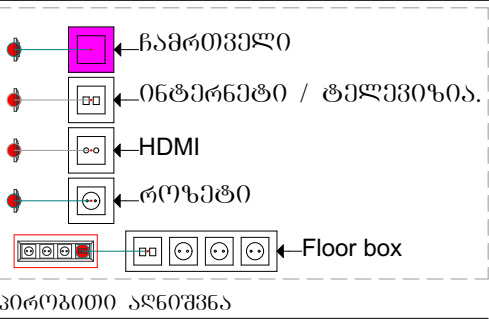 ჩამრთველი
ინტერნეტი / ტელევიზია.
HDMI
როზეტი
Floor box
პირობითი აღნიშვნა